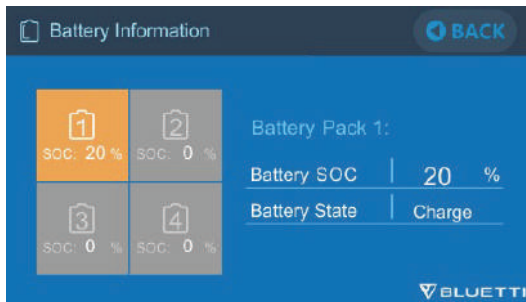 Battery Information
BACK
1
SOC: 20 %
2
SOC: 0 %
3
SOC: 0 %
4
SOC: 0 %
Battery Pack 1:
Battery SOC 20 %
Battery State Charge
BLUETTI